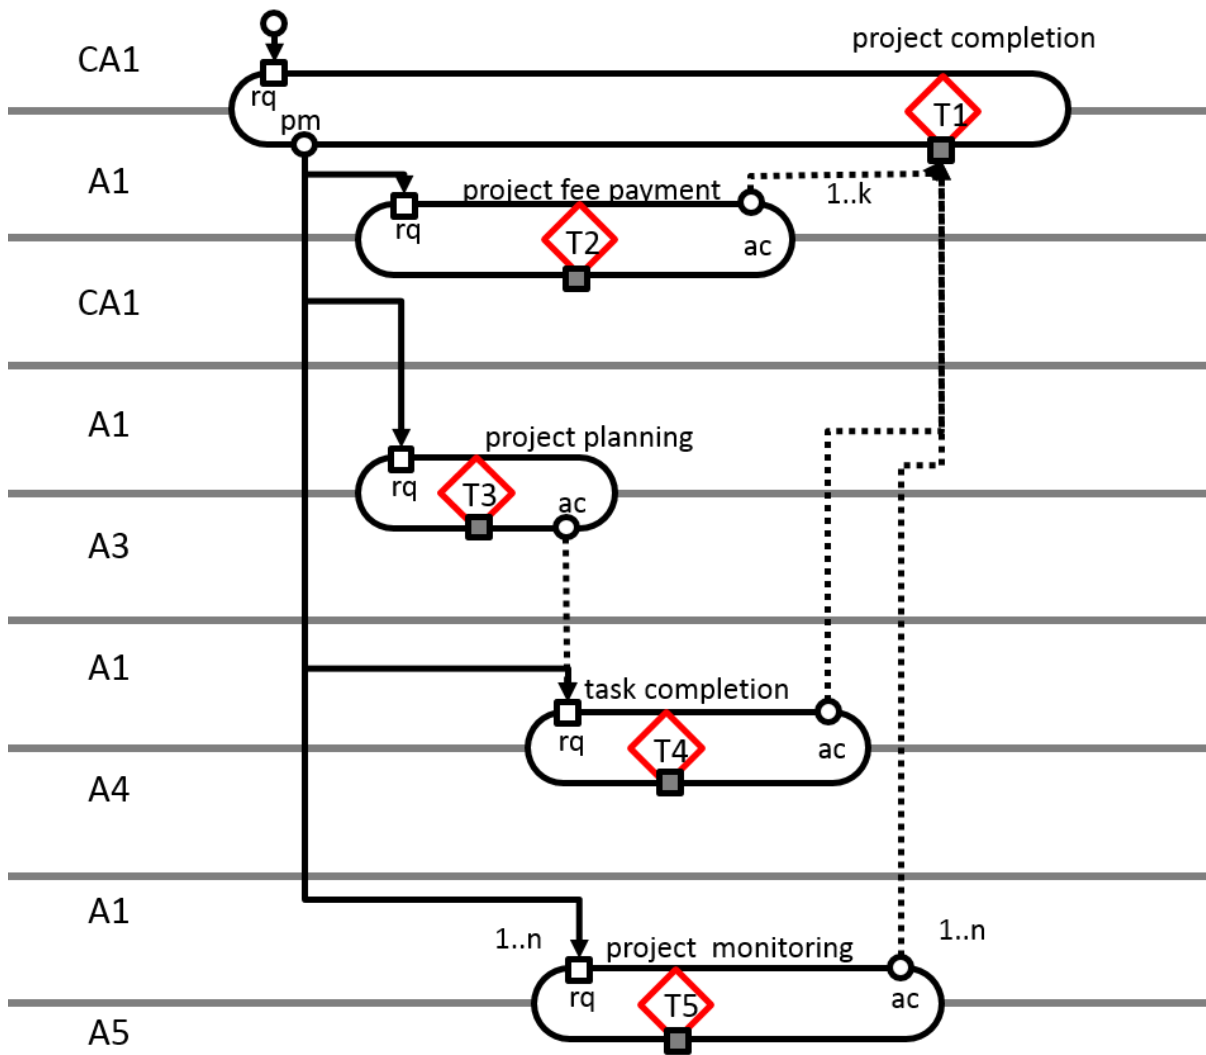 project completion
CA1
rq
T1
pm
A1
project fee payment
1..k
rq
T2
ac
CA1
A1
project planning
rq
T3
ac
A3
A1
task completion
rq
T4
ac
A4
A1
1..n
1..n
project monitoring
rq
T5
ac
A5